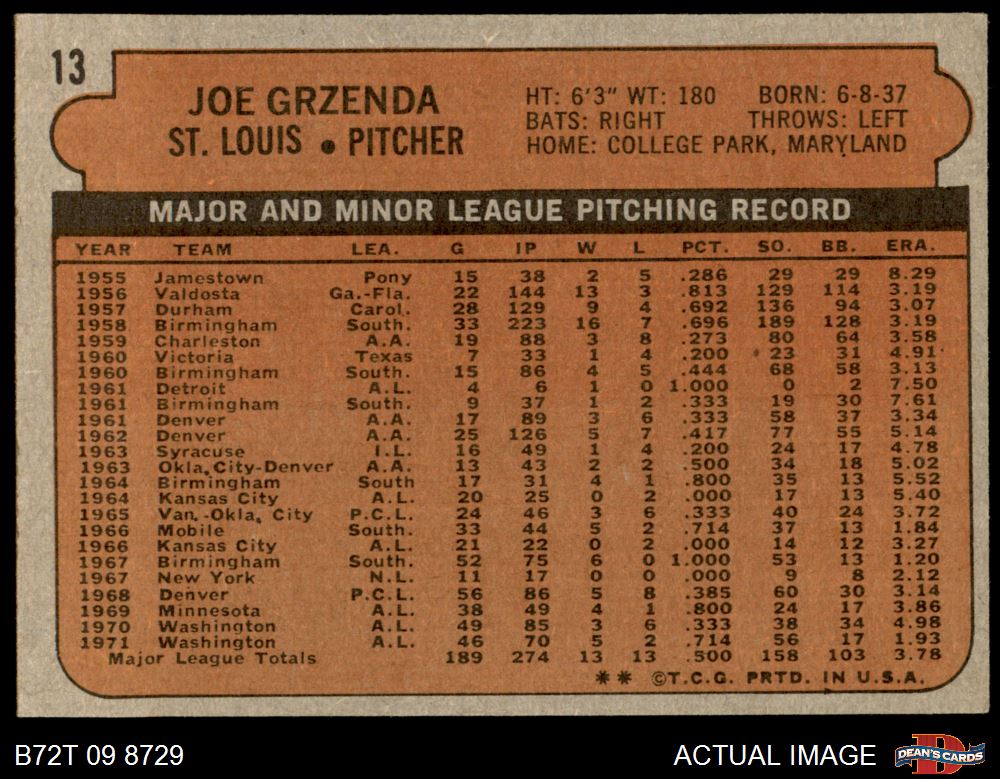 13
JOE GRZENDA
ST. LOUIS • PITCHER
HT: 6'3" WT: 180 BORN: 6-8-37
BATS: RIGHT THROWS: LEFT
HOME: COLLEGE PARK, MARYLAND
MAJOR AND MINOR LEAGUE PITCHING RECORD
YEAR TEAM LEA. G IP W L PCT. SO. BB. ERA.
1955 Jamestown Pony 15 38 2 5 .286 29 29 8.29
1956 Valdosta Ga.-Fla. 22 144 13 3 .813 129 114 3.19
1957 Durham Carol. 28 129 9 4 .692 136 94 3.07
1958 Birmingham South. 33 223 16 7 .696 189 128 3.19
1959 Charleston A.A. 19 88 3 8 .273 80 64 3.58
1960 Victoria Texas 7 33 1 4 .200 23 31 4.91
1960 Birmingham South. 15 86 4 5 .444 68 58 3.13
1961 Detroit A.L. 4 6 1 0 1.000 0 2 7.50
1961 Birmingham South. 9 37 1 2 .333 19 30 7.61
1961 Denver A.A. 17 89 3 6 .333 58 37 3.34
1962 Denver A.A. 25 126 5 7 .417 77 55 5.14
1963 Syracuse I.L. 16 49 1 4 .200 24 17 4.78
1963 Okla. City-Denver A.A. 13 43 2 2 .500 34 18 5.02
1964 Birmingham South 17 31 4 1 .800 35 13 5.52
1964 Kansas City A.L. 20 25 0 2 .000 17 13 5.40
1965 Van.-Okla. City P.C.L. 24 46 3 6 .333 40 24 3.72
1966 Mobile South. 33 44 5 2 .714 37 13 1.84
1966 Kansas City A.L. 21 22 0 2 .000 14 12 3.27
1967 Birmingham South. 52 75 6 0 1.000 53 13 1.20
1967 New York N.L. 11 17 0 0 .000 9 8 2.12
1968 Denver P.C.L. 56 86 5 8 .385 60 30 3.14
1969 Minnesota A.L. 38 49 4 1 .800 24 17 3.86
1970 Washington A.L. 49 85 3 6 .333 38 34 4.98
1971 Washington A.L. 46 70 5 2 .714 56 17 1.93
Major League Totals 189 274 13 13 .500 158 103 3.78
** ©T.C.G. PRTD. IN U.S.A.
B72T 09 8729
ACTUAL IMAGE
DEAN'S CARDS